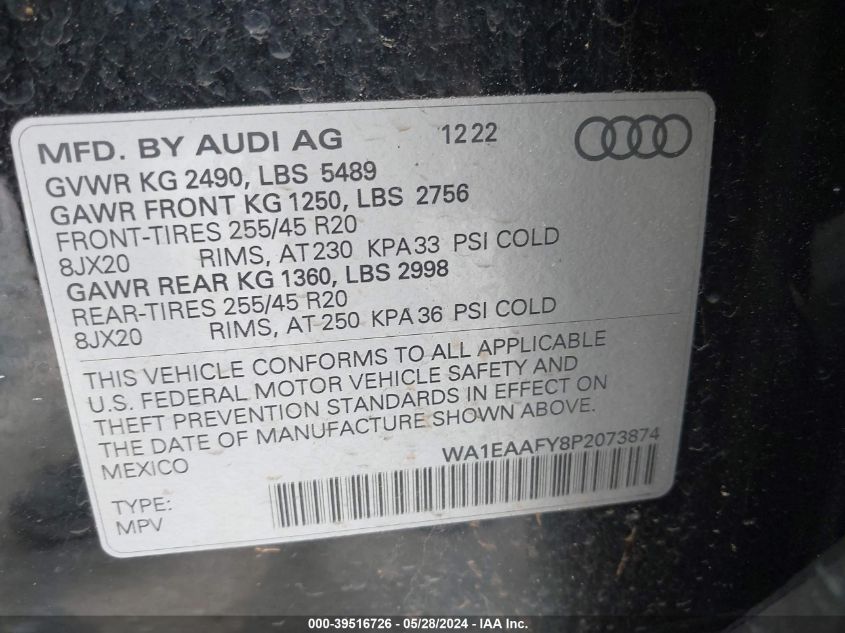 MFD. BY AUDI AG 1222
GVWR KG 2490, LBS 5489
GAWR FRONT KG 1250, LBS 2756
FRONT-TIRES 255/45 R20
8JX20 RIMS, AT 230 KPA 33 PSI COLD
GAWR REAR KG 1360, LBS 2998
REAR-TIRES 255/45 R20
8JX20 RIMS, AT 250 KPA 36 PSI COLD
THIS VEHICLE CONFORMS TO ALL APPLICABLE
U.S. FEDERAL MOTOR VEHICLE SAFETY AND
THEFT PREVENTION STANDARDS IN EFFECT ON
THE DATE OF MANUFACTURE SHOWN ABOVE.
MEXICO WA1EAAFY8P2073874
TYPE:
MPV
000-39516726 - 05/28/2024 - IAA Inc.